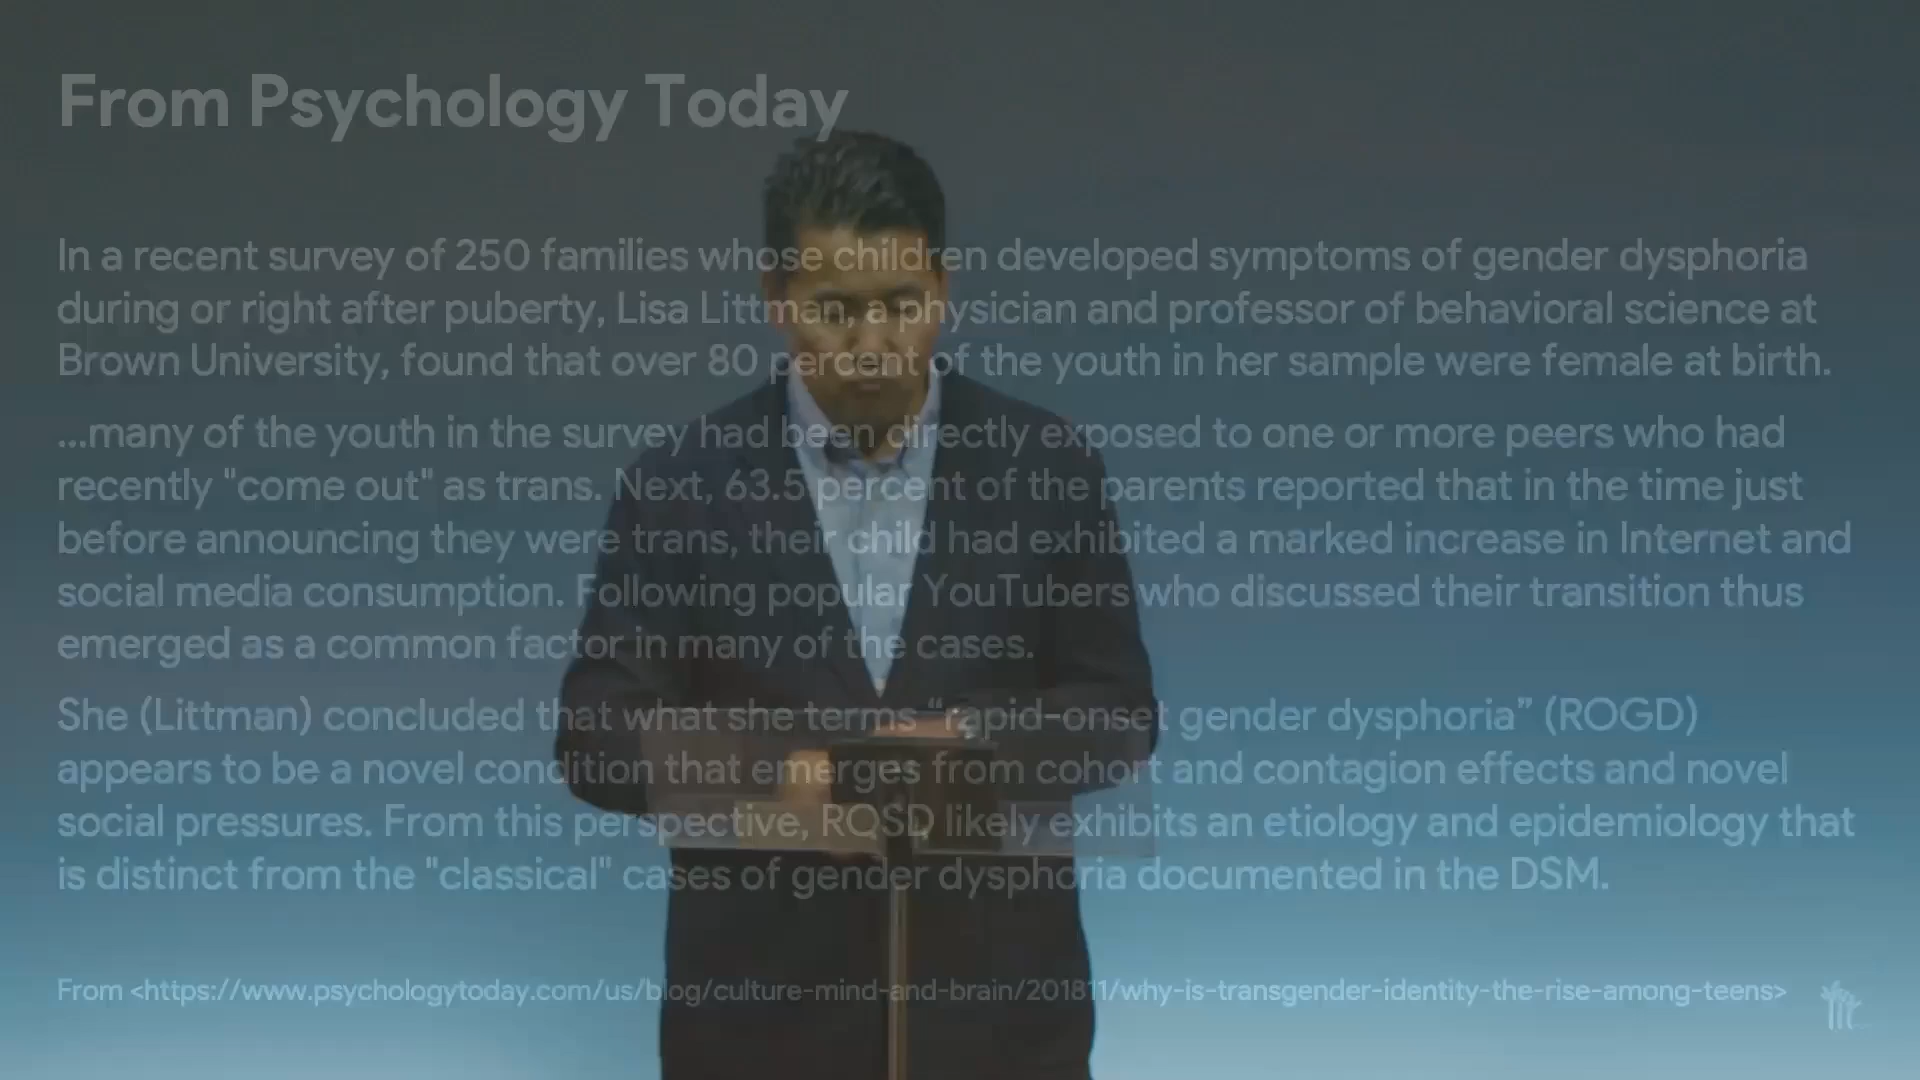 From Psychology Today
In a recent survey of 250 families whose children developed symptoms of gender dysphoria
during or right after puberty, Lisa Littman, a physician and professor of behavioral science at
Brown University, found that over 80 percent of the youth in her sample were female at birth.
...many of the youth in the survey had been directly exposed to one or more peers who had
recently "come out" as trans. Next, 63.5 percent of the parents reported that in the time just
before announcing they were trans, their child had exhibited a marked increase in Internet and
social media consumption. Following popular YouTubers who discussed their transition thus
emerged as a common factor in many of the cases.
She (Littman) concluded that what she terms “rapid-onset gender dysphoria” (ROGD)
appears to be a novel condition that emerges from cohort and contagion effects and novel
social pressures. From this perspective, ROSD likely exhibits an etiology and epidemiology that
is distinct from the "classical" cases of gender dysphoria documented in the DSM.
From <https://www.psychologytoday.com/us/blog/culture-mind-and-brain/201811/why-is-transgender-identity-the-rise-among-teens>